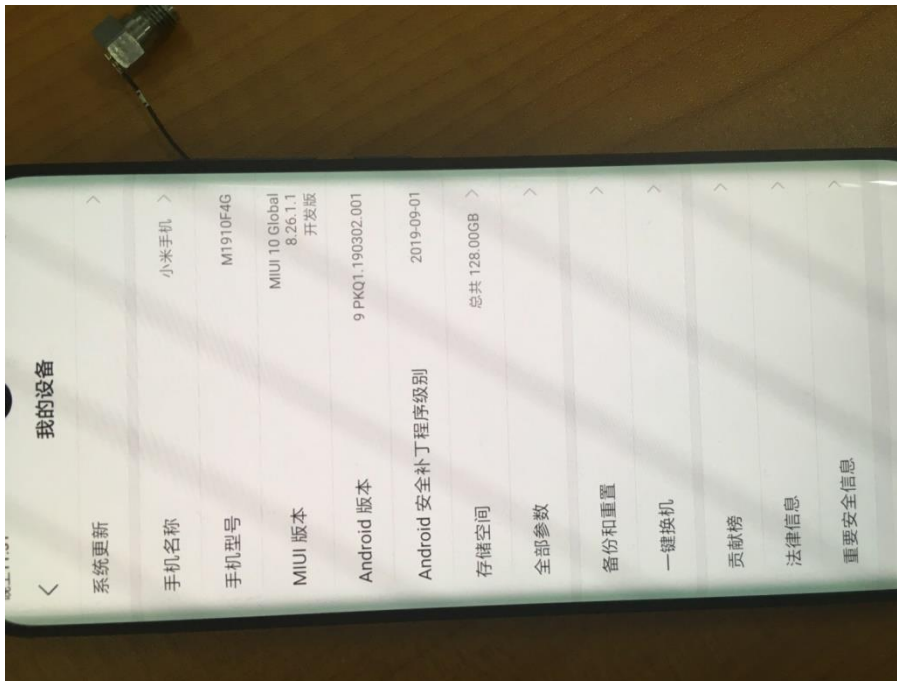 我的设备
系统更新
手机名称 小米手机
手机型号 M1910F4G
MIUI 版本 MIUI 10 Global
8.26.1.1
开发版
Android 版本 9 PKQ1.190302.001
Android 安全补丁程序级别 2019-09-01
存储空间 总共 128.00GB
全部参数
备份和重置
一键换机
贡献榜
法律信息
重要安全信息